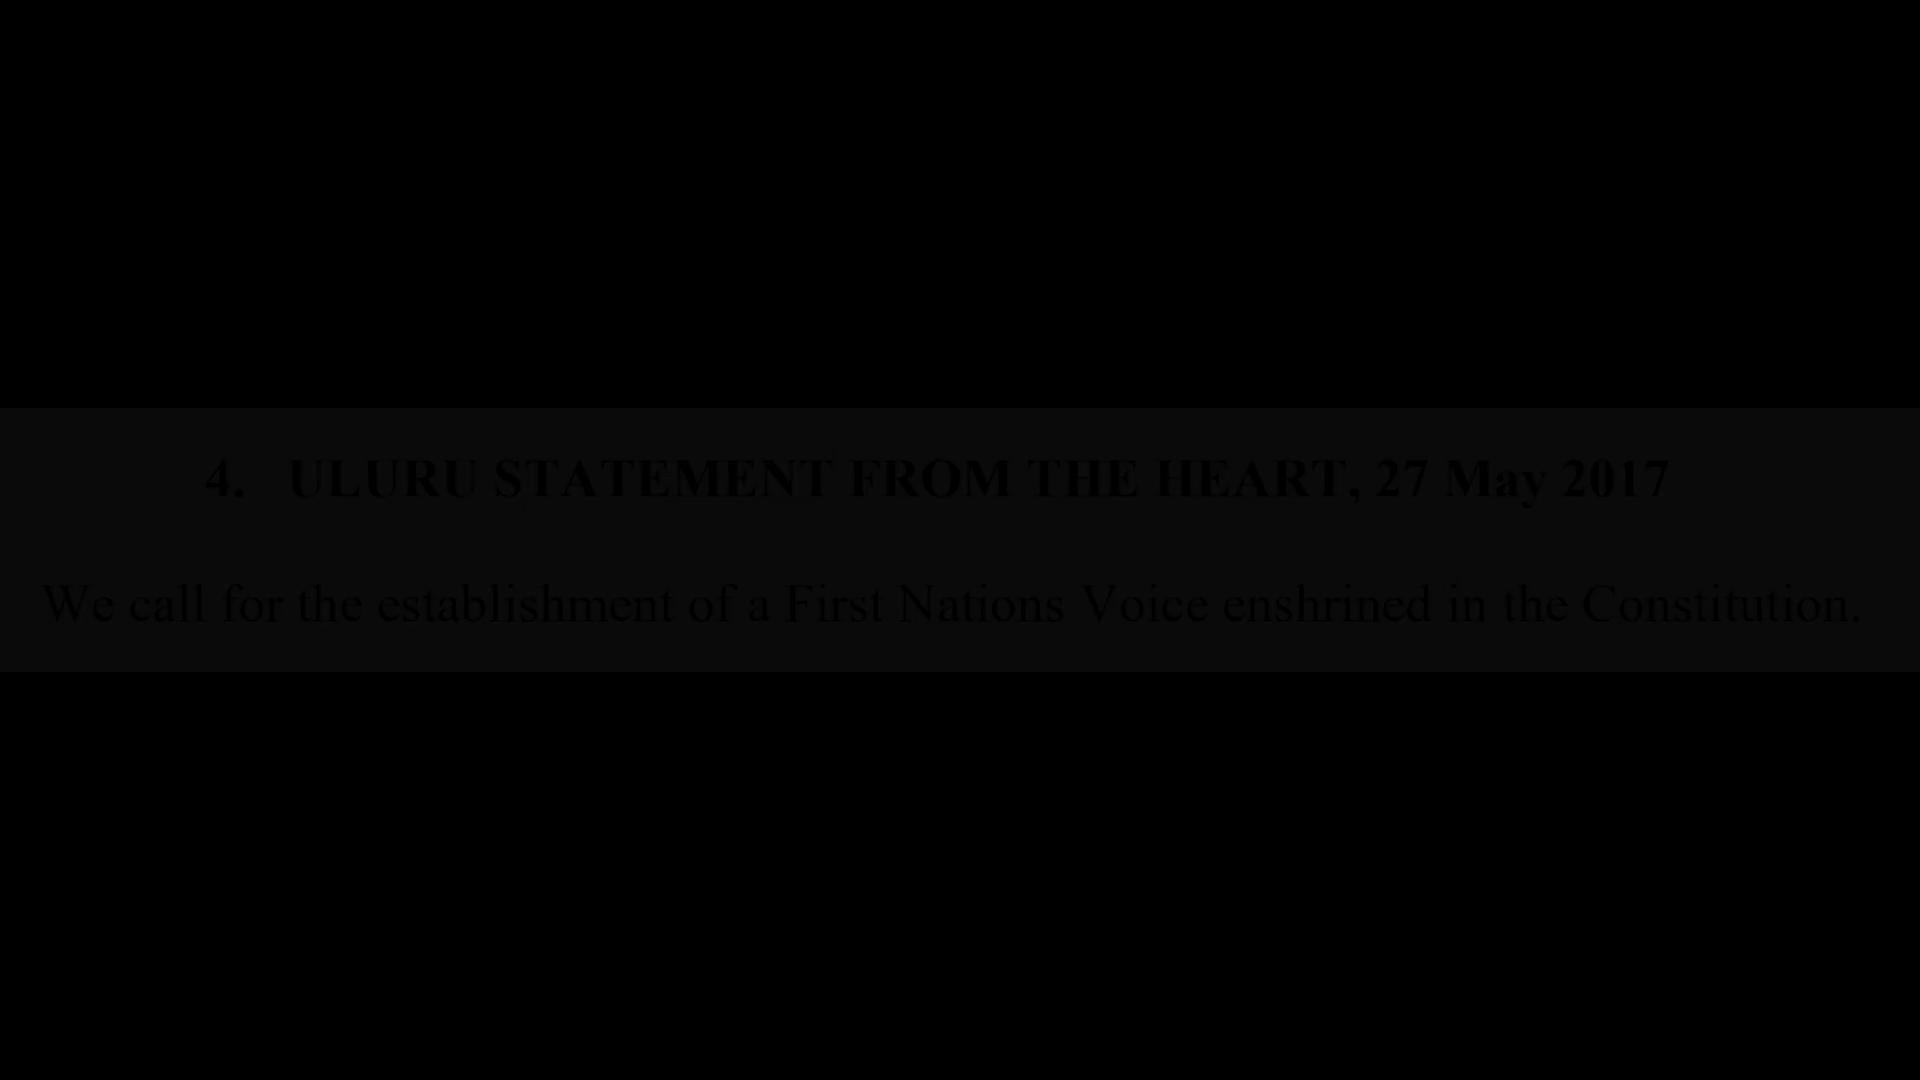 4. ULURU STATEMENT FROM THE HEART, 27 May 2017
We call for the establishment of a First Nations Voice enshrined in the Constitution.